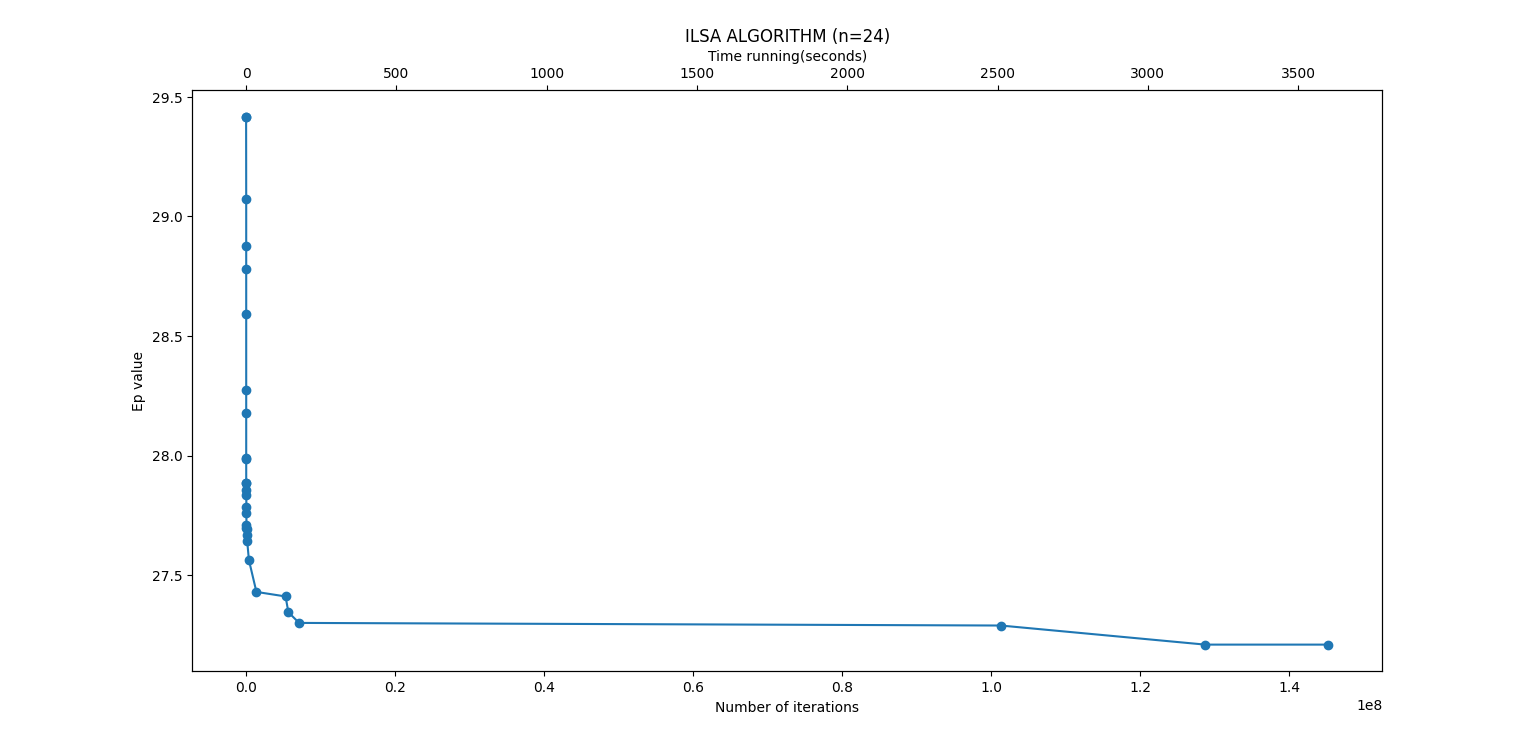 ILSA ALGORITHM (n=24)
Time running(seconds)
0 500 1000 1500 2000 2500 3000 3500
29.5
29.0
28.5
28.0
27.5
Ep value
0.0 0.2 0.4 0.6 0.8 1.0 1.2 1.4
Number of iterations
1e8